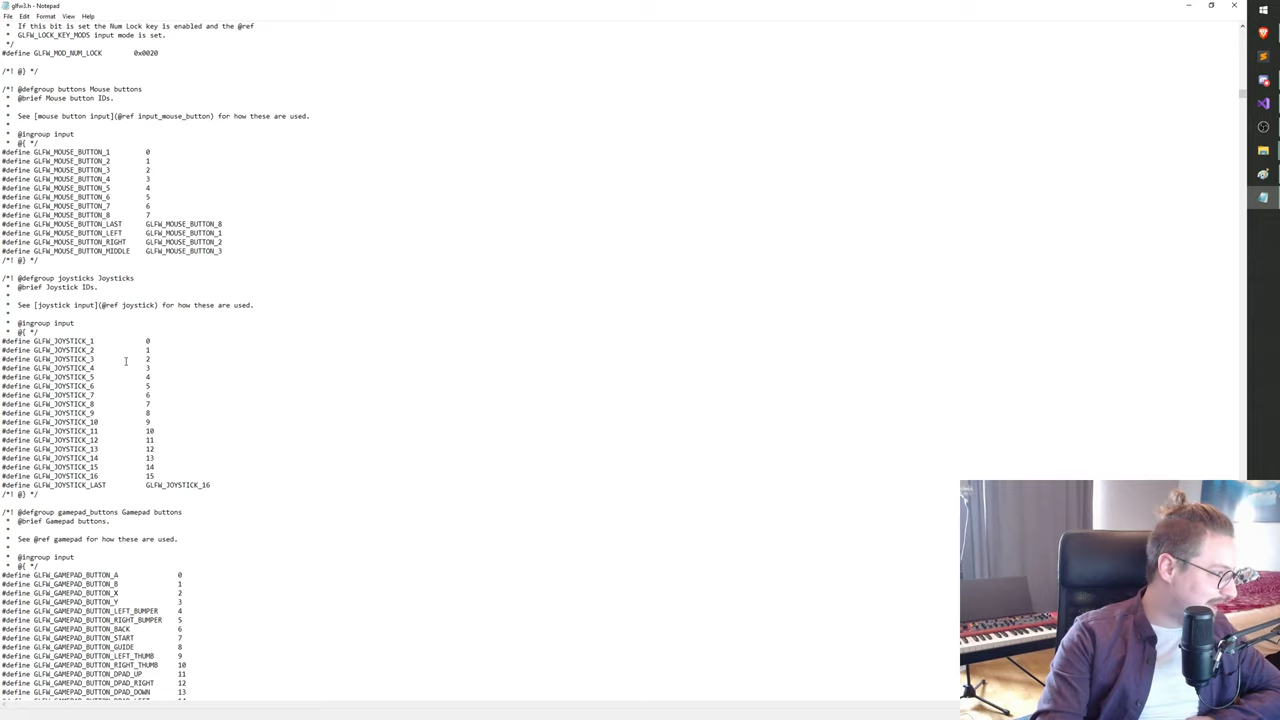 glfw3.h - Notepad
File Edit Format View Help
 *  If this bit is set the Num Lock key is enabled and the @ref
 *  GLFW_LOCK_KEY_MODS input mode is set.
 */
#define GLFW_MOD_NUM_LOCK 0x0020
/*! @} */
/*! @defgroup buttons Mouse buttons
 *  @brief Mouse button IDs.
 *
 *  See [mouse button input](@ref input_mouse_button) for how these are used.
 *
 *  @ingroup input
 *  @{ */
#define GLFW_MOUSE_BUTTON_1 0
#define GLFW_MOUSE_BUTTON_2 1
#define GLFW_MOUSE_BUTTON_3 2
#define GLFW_MOUSE_BUTTON_4 3
#define GLFW_MOUSE_BUTTON_5 4
#define GLFW_MOUSE_BUTTON_6 5
#define GLFW_MOUSE_BUTTON_7 6
#define GLFW_MOUSE_BUTTON_8 7
#define GLFW_MOUSE_BUTTON_LAST GLFW_MOUSE_BUTTON_8
#define GLFW_MOUSE_BUTTON_LEFT GLFW_MOUSE_BUTTON_1
#define GLFW_MOUSE_BUTTON_RIGHT GLFW_MOUSE_BUTTON_2
#define GLFW_MOUSE_BUTTON_MIDDLE GLFW_MOUSE_BUTTON_3
/*! @} */
/*! @defgroup joysticks Joysticks
 *  @brief Joystick IDs.
 *
 *  See [joystick input](@ref joystick) for how these are used.
 *
 *  @ingroup input
 *  @{ */
#define GLFW_JOYSTICK_1 0
#define GLFW_JOYSTICK_2 1
#define GLFW_JOYSTICK_3 2
#define GLFW_JOYSTICK_4 3
#define GLFW_JOYSTICK_5 4
#define GLFW_JOYSTICK_6 5
#define GLFW_JOYSTICK_7 6
#define GLFW_JOYSTICK_8 7
#define GLFW_JOYSTICK_9 8
#define GLFW_JOYSTICK_10 9
#define GLFW_JOYSTICK_11 10
#define GLFW_JOYSTICK_12 11
#define GLFW_JOYSTICK_13 12
#define GLFW_JOYSTICK_14 13
#define GLFW_JOYSTICK_15 14
#define GLFW_JOYSTICK_16 15
#define GLFW_JOYSTICK_LAST GLFW_JOYSTICK_16
/*! @} */
/*! @defgroup gamepad_buttons Gamepad buttons
 *  @brief Gamepad buttons.
 *
 *  See @ref gamepad for how these are used.
 *
 *  @ingroup input
 *  @{ */
#define GLFW_GAMEPAD_BUTTON_A 0
#define GLFW_GAMEPAD_BUTTON_B 1
#define GLFW_GAMEPAD_BUTTON_X 2
#define GLFW_GAMEPAD_BUTTON_Y 3
#define GLFW_GAMEPAD_BUTTON_LEFT_BUMPER 4
#define GLFW_GAMEPAD_BUTTON_RIGHT_BUMPER 5
#define GLFW_GAMEPAD_BUTTON_BACK 6
#define GLFW_GAMEPAD_BUTTON_START 7
#define GLFW_GAMEPAD_BUTTON_GUIDE 8
#define GLFW_GAMEPAD_BUTTON_LEFT_THUMB 9
#define GLFW_GAMEPAD_BUTTON_RIGHT_THUMB 10
#define GLFW_GAMEPAD_BUTTON_DPAD_UP 11
#define GLFW_GAMEPAD_BUTTON_DPAD_RIGHT 12
#define GLFW_GAMEPAD_BUTTON_DPAD_DOWN 13